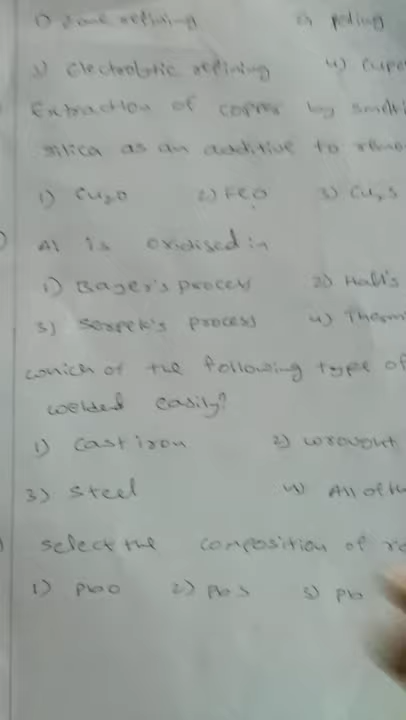 1) Zone refining 2) poling
3) Electrolytic refining 4) Cupe
Extraction of copper by smelti
silica as an additive to remo
1) Cu2O 2) FeO 3) Cu2S
Al is oxidised in
1) Bayer's process 2) Hall's
3) Serpek's process 4) Therm
which of the following type of
welded easily?
1) cast iron 2) wrought
3) Steel 4) All of th
select the composition of
1) PbO 2) PbS 3) Pb